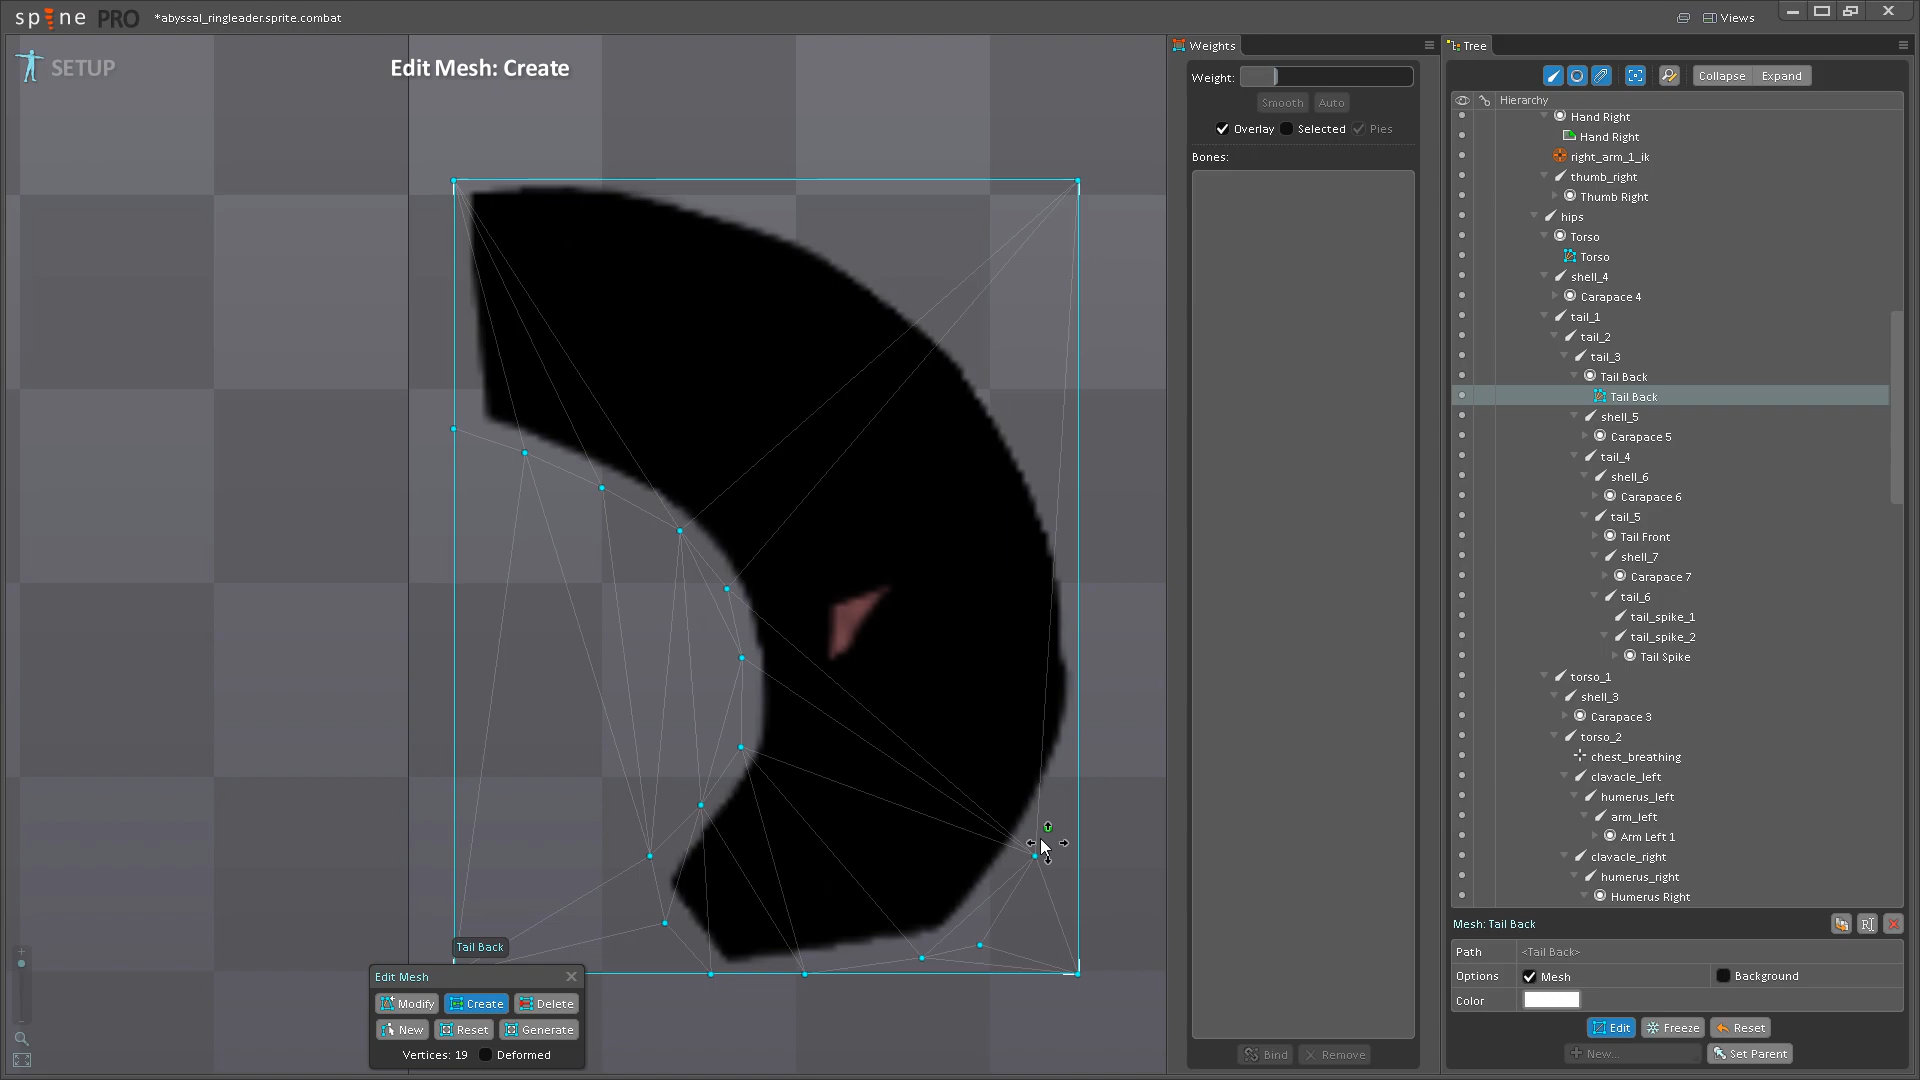 spine PRO
*abyssal_ringleader.sprite.combat
Views
SETUP
Edit Mesh: Create
Tail Back
Edit Mesh
Modify Create Delete
New Reset Generate
Vertices: 19 Deformed
Weights
Weight:
Smooth Auto
Overlay Selected Pies
Bones:
Bind Remove
Tree
Collapse Expand
Hierarchy
Hand Right
Hand Right
right_arm_1_ik
thumb_right
Thumb Right
hips
Torso
Torso
shell_4
Carapace 4
tail_1
tail_2
tail_3
Tail Back
Tail Back
shell_5
Carapace 5
tail_4
shell_6
Carapace 6
tail_5
Tail Front
shell_7
Carapace 7
tail_6
tail_spike_1
tail_spike_2
Tail Spike
torso_1
shell_3
Carapace 3
torso_2
chest_breathing
clavacle_left
humerus_left
arm_left
Arm Left 1
clavacle_right
humerus_right
Humerus Right
Mesh: Tail Back
Path <Tail Back>
Options Mesh Background
Color
Edit Freeze Reset
New... Set Parent